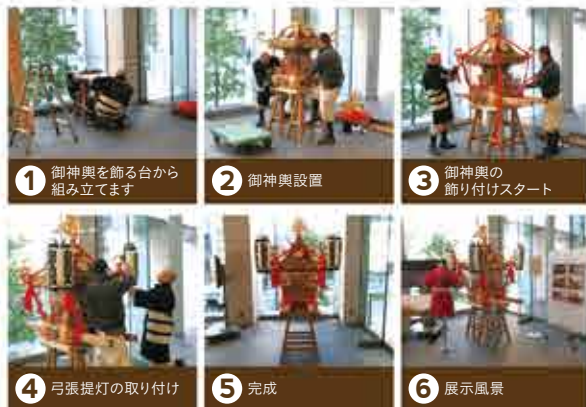 1 御神輿を飾る台から
組み立てます
2 御神輿設置
3 御神輿の
飾り付けスタート
4 弓張提灯の取り付け
5 完成
6 展示風景